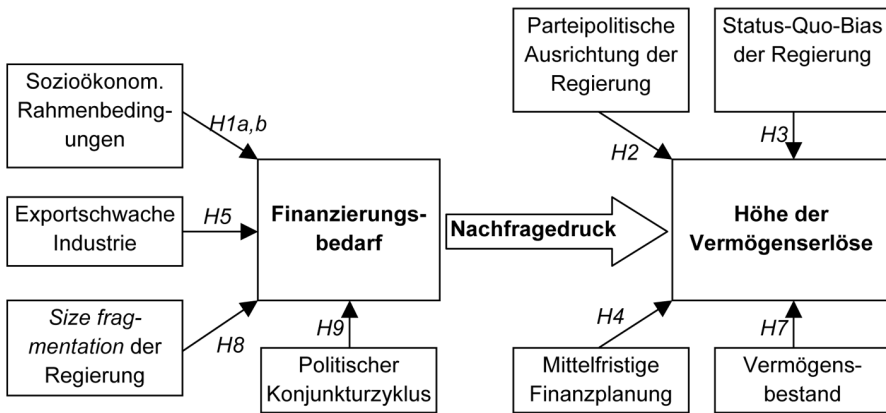 Parteipolitische
Ausrichtung der
Regierung
Status-Quo-Bias
der Regierung
Sozioökonom.
Rahmenbeding-
ungen
H1a,b
H2
H3
Exportschwache
Industrie
H5
Finanzierungs-
bedarf
Nachfragedruck
Höhe der
Vermögenserlöse
Size frag-
mentation der
Regierung
H8
H9
H4
H7
Politischer
Konjunkturzyklus
Mittelfristige
Finanzplanung
Vermögens-
bestand